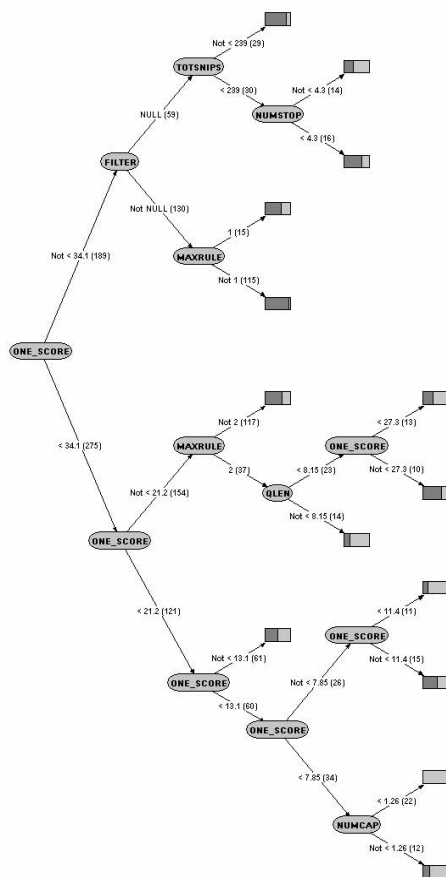 Not < 239 (29)
TOTSNIPS
< 239 (30)
Not < 4.3 (14)
NUMSTOP
NULL (59)
< 4.3 (16)
FILTER
Not NULL (130)
1 (15)
MAXRULE
Not 1 (115)
Not < 34.1 (189)
ONE_SCORE
< 34.1 (275)
Not 2 (117)
< 27.3 (13)
MAXRULE
ONE_SCORE
2 (37)
< 8.15 (23)
Not < 27.3 (10)
Not < 21.2 (154)
QLEN
Not < 8.15 (14)
ONE_SCORE
< 21.2 (121)
< 11.4 (11)
Not < 13.1 (61)
ONE_SCORE
Not < 11.4 (15)
ONE_SCORE
Not < 7.85 (26)
< 13.1 (60)
ONE_SCORE
< 7.85 (34)
< 1.26 (22)
NUMCAP
Not < 1.26 (12)